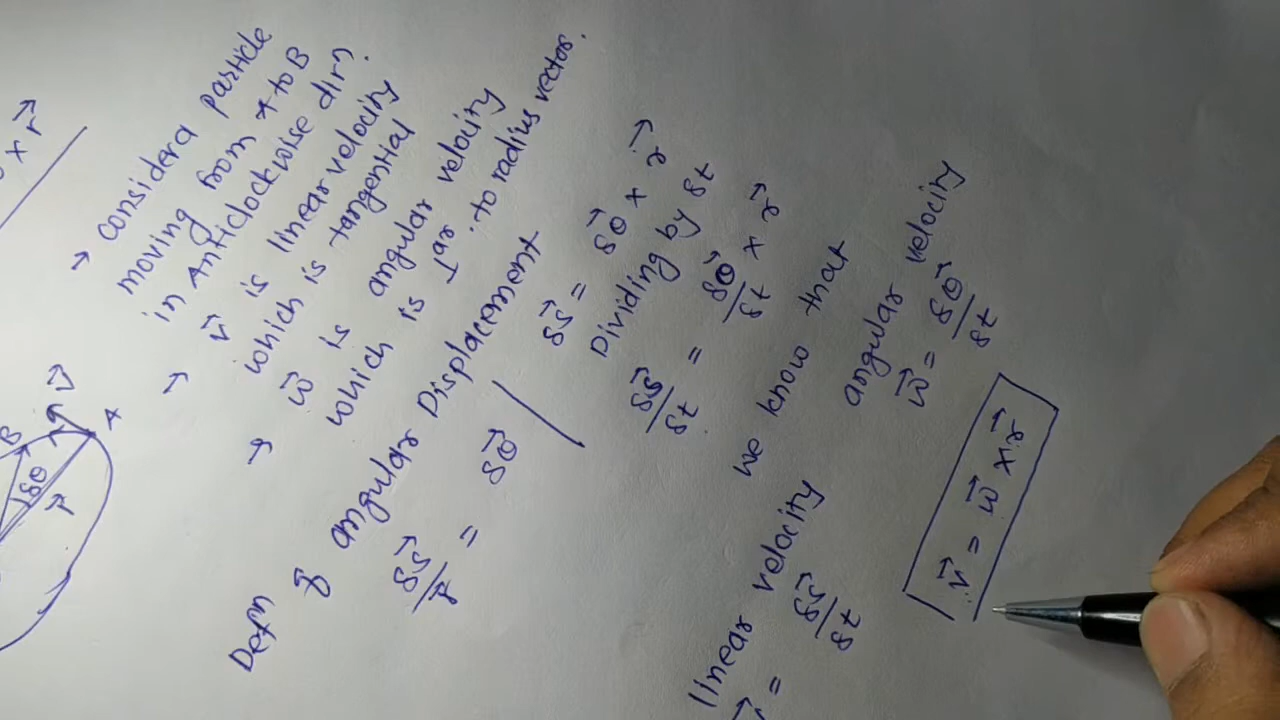 x r⃗
B
δθ
r⃗
v⃗
A
→ consider a particle
moving from A to B
in Anticlockwise dirn.
→ v⃗ is linear velocity
which is tangential
→ w⃗ is angular velocity
which is ⊥ar to radius vector.
Defn of angular Displacement
δs⃗/r = δθ⃗
δs⃗ = δθ⃗ x r⃗
Dividing by δt
δs⃗/δt = δθ⃗/δt x r⃗
we know that
linear velocity
v⃗ = δs⃗/δt
angular velocity
w⃗ = δθ⃗/δt
v⃗ = w⃗ x r⃗